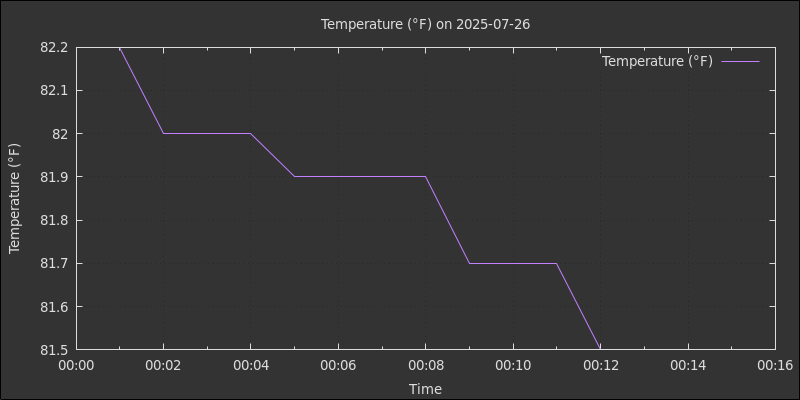 Temperature (°F) on 2025-07-26
Temperature (°F)
82.2
82.1
82
81.9
81.8
81.7
81.6
81.5
Temperature (°F)
00:00 00:02 00:04 00:06 00:08 00:10 00:12 00:14 00:16
Time